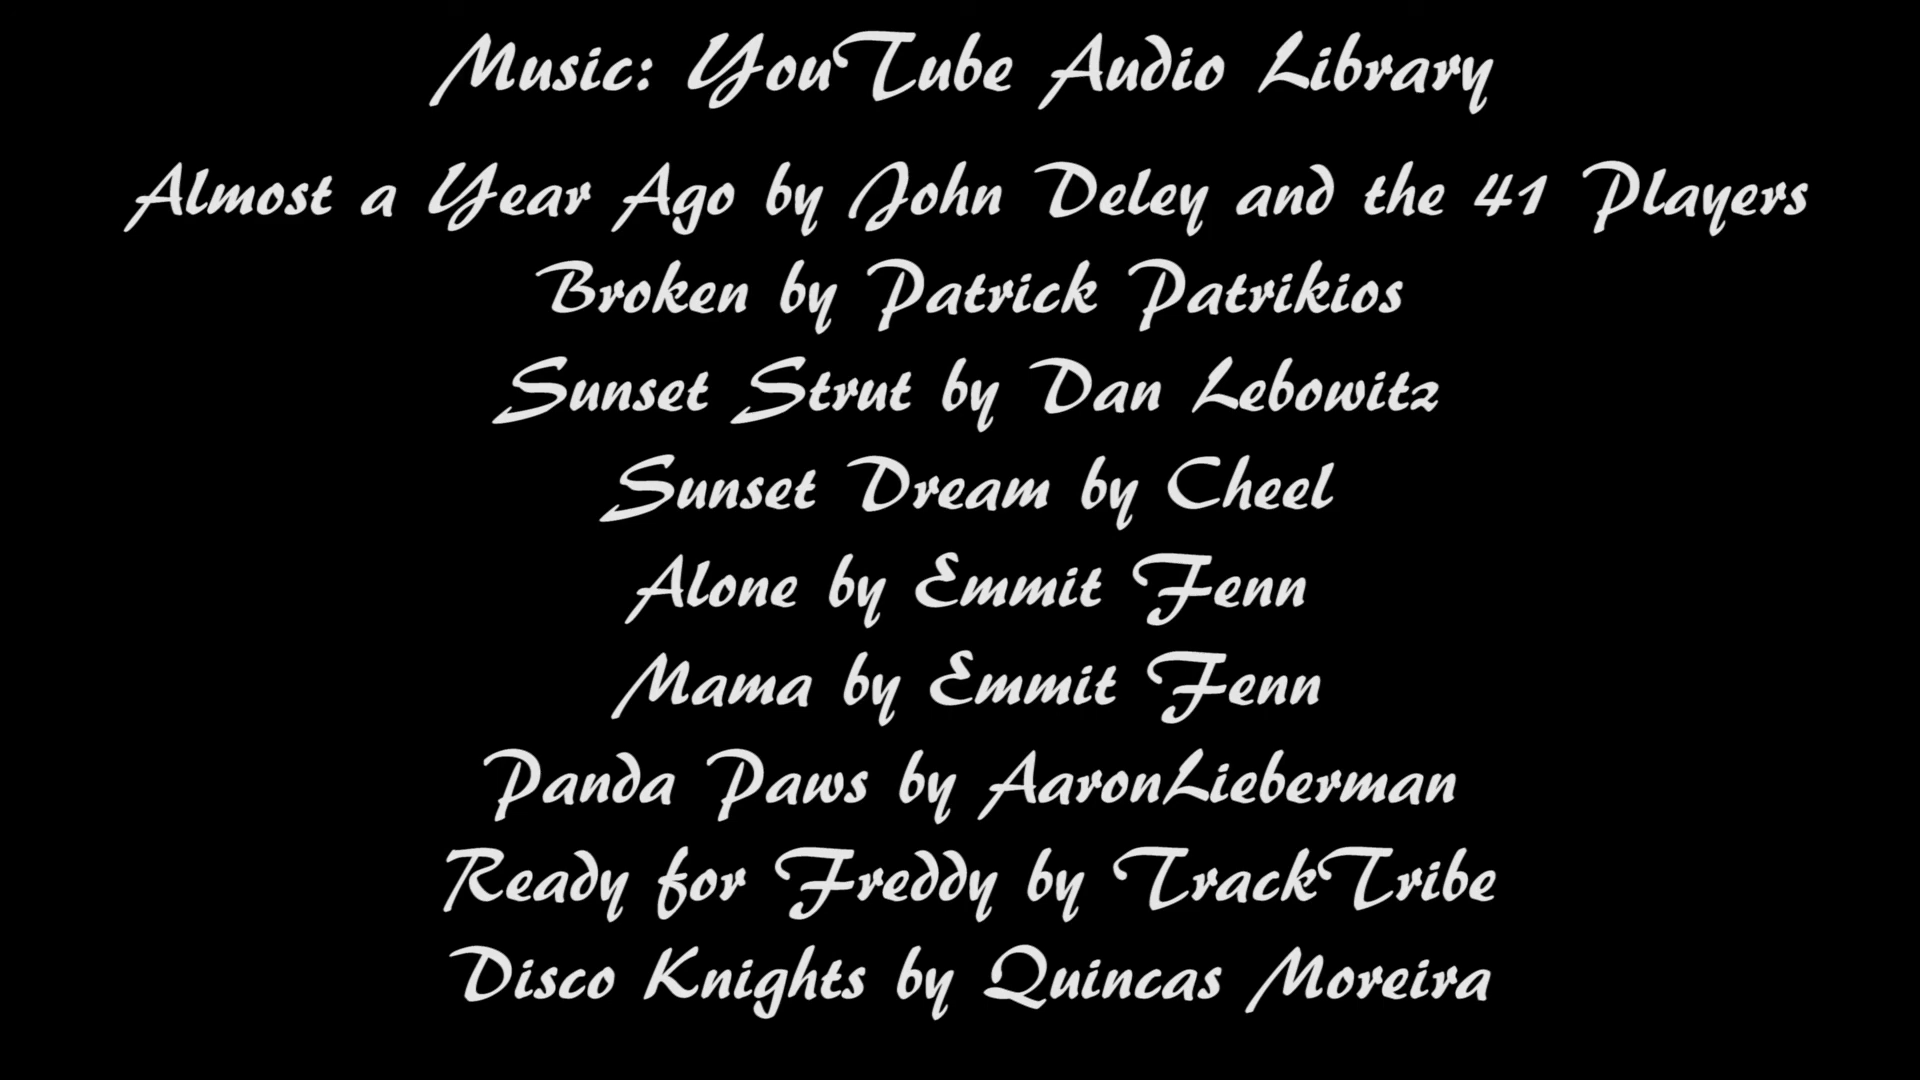 Music: YouTube Audio Library
Almost a Year Ago by John Deley and the 41 Players
Broken by Patrick Patrikios
Sunset Strut by Dan Lebowitz
Sunset Dream by Cheel
Alone by Emmit Fenn
Mama by Emmit Fenn
Panda Paws by AaronLieberman
Ready for Freddy by TrackTribe
Disco Knights by Quincas Moreira